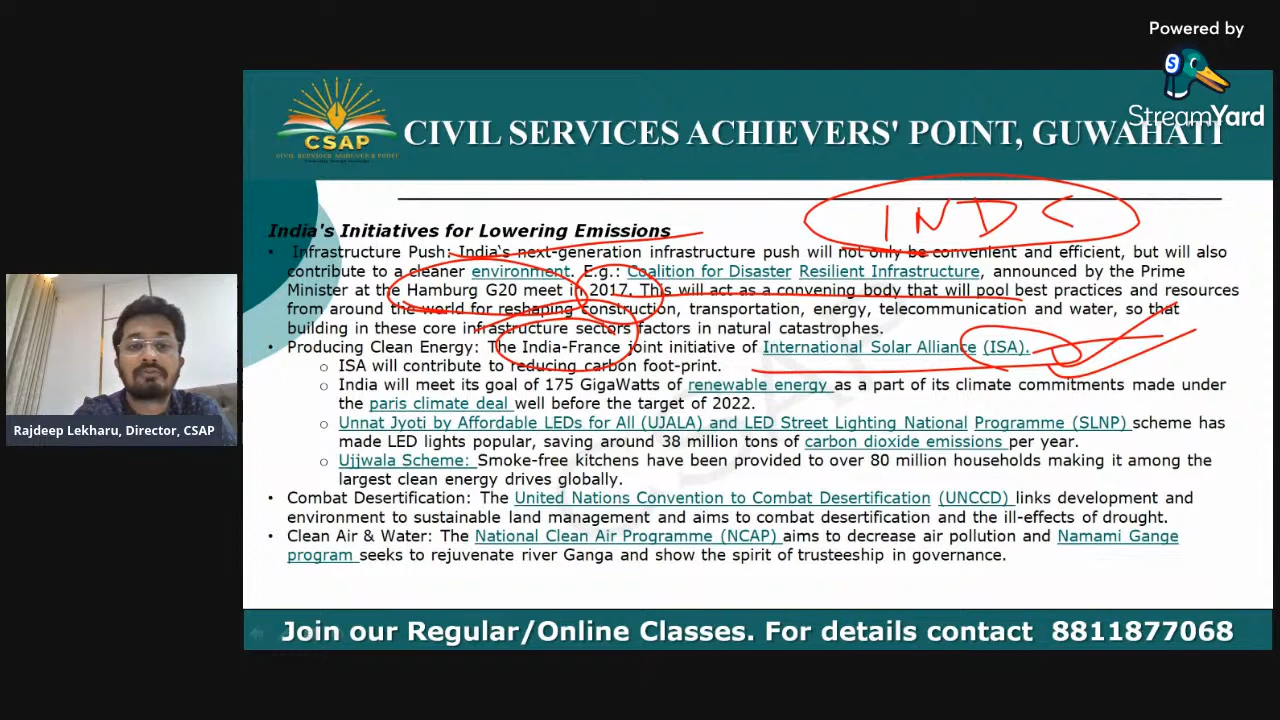 Powered by
S
StreamYard
CSAP
CIVIL SERVICES ACHIEVERS' POINT, GUWAHATI
INDC
India's Initiatives for Lowering Emissions
• Infrastructure Push: India's next-generation infrastructure push will not only be convenient and efficient, but will also
contribute to a cleaner environment. E.g.: Coalition for Disaster Resilient Infrastructure, announced by the Prime
Minister at the Hamburg G20 meet in 2017. This will act as a convening body that will pool best practices and resources
from around the world for reshaping construction, transportation, energy, telecommunication and water, so that
building in these core infrastructure sectors factors in natural catastrophes.
• Producing Clean Energy: The India-France joint initiative of International Solar Alliance (ISA).
o ISA will contribute to reducing carbon foot-print.
o India will meet its goal of 175 GigaWatts of renewable energy as a part of its climate commitments made under
the paris climate deal well before the target of 2022.
o Unnat Jyoti by Affordable LEDs for All (UJALA) and LED Street Lighting National Programme (SLNP) scheme has
made LED lights popular, saving around 38 million tons of carbon dioxide emissions per year.
o Ujjwala Scheme: Smoke-free kitchens have been provided to over 80 million households making it among the
largest clean energy drives globally.
• Combat Desertification: The United Nations Convention to Combat Desertification (UNCCD) links development and
environment to sustainable land management and aims to combat desertification and the ill-effects of drought.
• Clean Air & Water: The National Clean Air Programme (NCAP) aims to decrease air pollution and Namami Gange
program seeks to rejuvenate river Ganga and show the spirit of trusteeship in governance.
Rajdeep Lekharu, Director, CSAP
Join our Regular/Online Classes. For details contact 8811877068